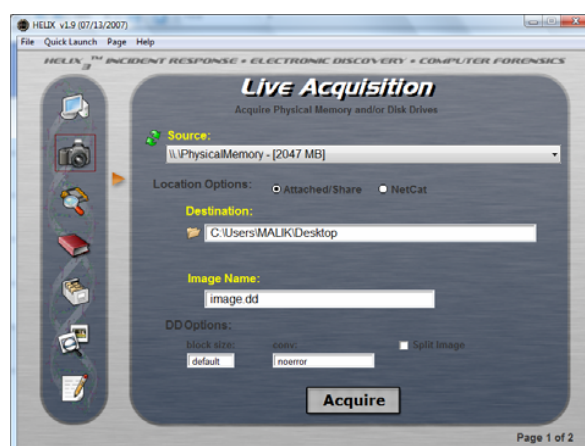 HELIX v1.9 (07/13/2007)
File Quick Launch Page Help
HELIX3™ INCIDENT RESPONSE • ELECTRONIC DISCOVERY • COMPUTER FORENSICS
Live Acquisition
Acquire Physical Memory and/or Disk Drives
Source:
\\.\PhysicalMemory - [2047 MB]
Location Options: Attached/Share NetCat
Destination:
C:\Users\MALIK\Desktop
Image Name:
image.dd
DD Options:
block size: conv: Split Image
default noerror
Acquire
Page 1 of 2